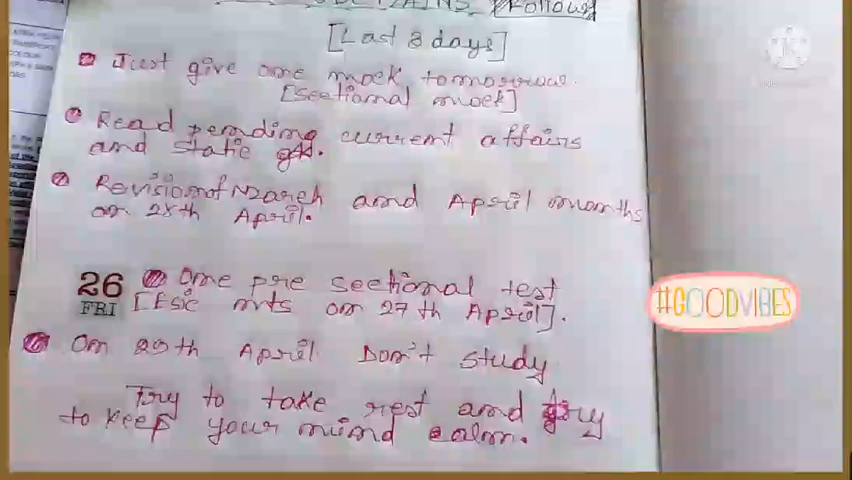 [Last 3 days]
Just give one mock tomorrow.
[Sectional mock]
Read pending current affairs
and static gk.
Revision of March and April months
on 28th April.
26
FRI
One pre sectional test
[Esic mts on 27th April].
#GOODVIBES
On 29th April Don't study
Try to take rest and try
to keep your mind calm.